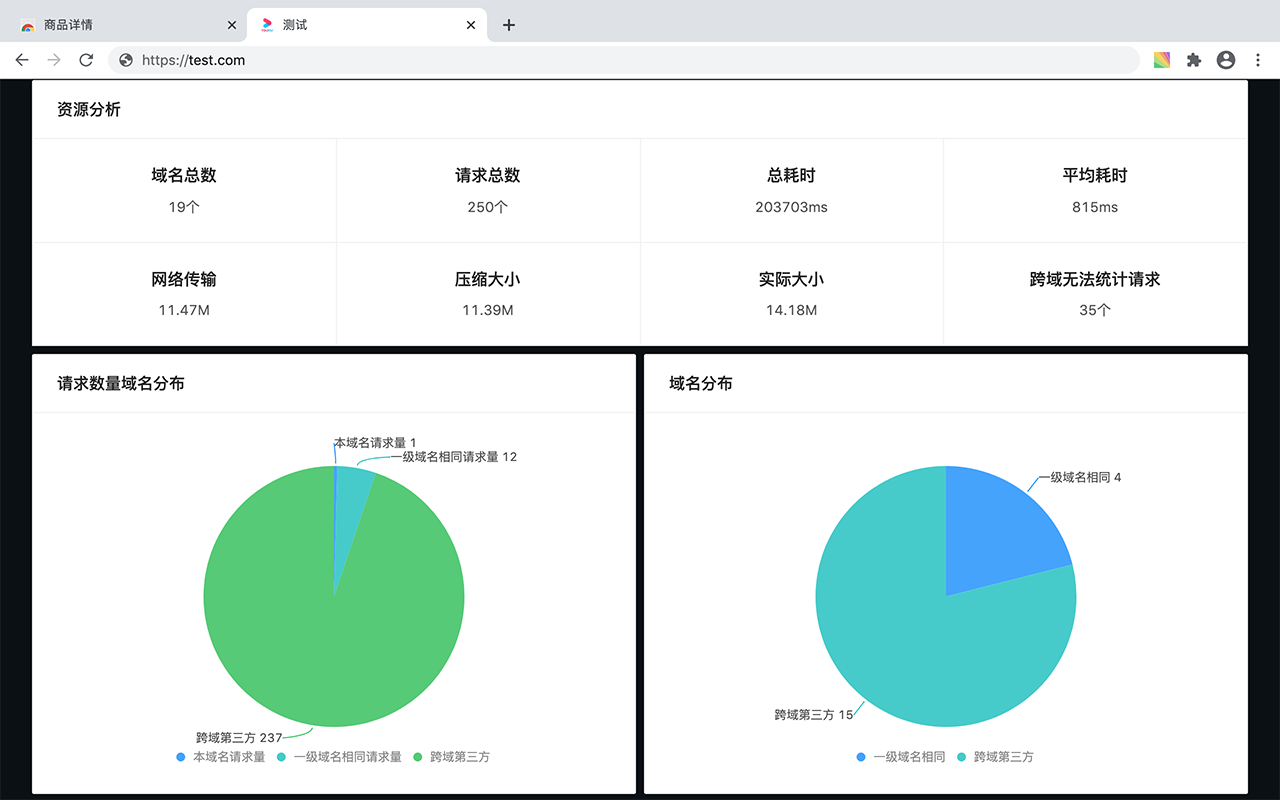 商品详情
测试
https://test.com
资源分析
域名总数 请求总数 总耗时 平均耗时
19个 250个 203703ms 815ms
网络传输 压缩大小 实际大小 跨域无法统计请求
11.47M 11.39M 14.18M 35个
请求数量域名分布
本域名请求量 1
一级域名相同请求量 12
跨域第三方 237
本域名请求量 一级域名相同请求量 跨域第三方
域名分布
一级域名相同 4
跨域第三方 15
一级域名相同 跨域第三方